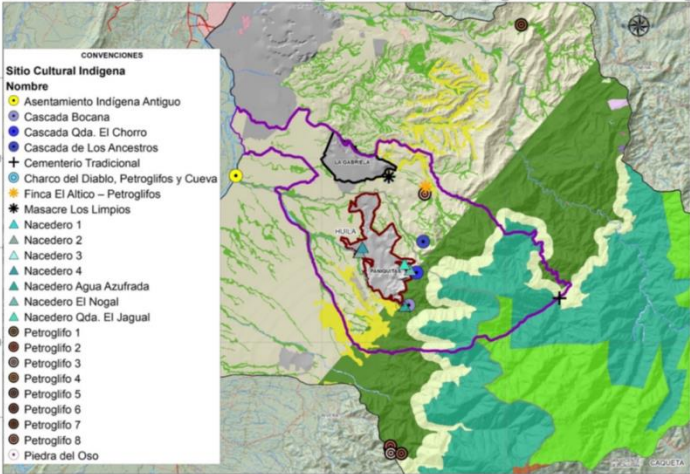 CONVENCIONES
Sitio Cultural Indigena
Nombre
Asentamiento Indígena Antiguo
Cascada Bocana
Cascada Qda. El Chorro
Cascada de Los Ancestros
Cementerio Tradicional
Charco del Diablo, Petroglifos y Cueva
Finca El Altico – Petroglifos
Masacre Los Limpios
Nacedero 1
Nacedero 2
Nacedero 3
Nacedero 4
Nacedero Agua Azufrada
Nacedero El Nogal
Nacedero Qda. El Jagual
Petroglifo 1
Petroglifo 2
Petroglifo 3
Petroglifo 4
Petroglifo 5
Petroglifo 6
Petroglifo 7
Petroglifo 8
Piedra del Oso
LA GABRIELA
HUILA
CAQUETA